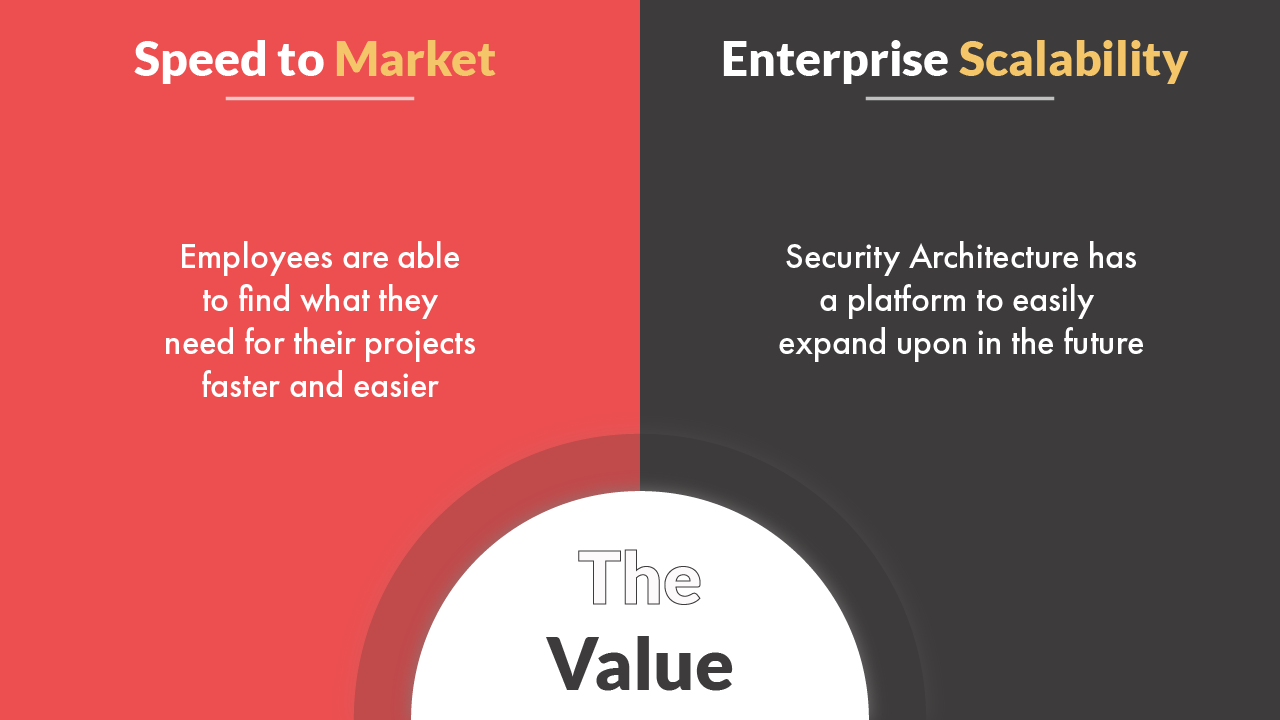 Speed to Market
Employees are able
to find what they
need for their projects
faster and easier
Enterprise Scalability
Security Architecture has
a platform to easily
expand upon in the future
The
Value